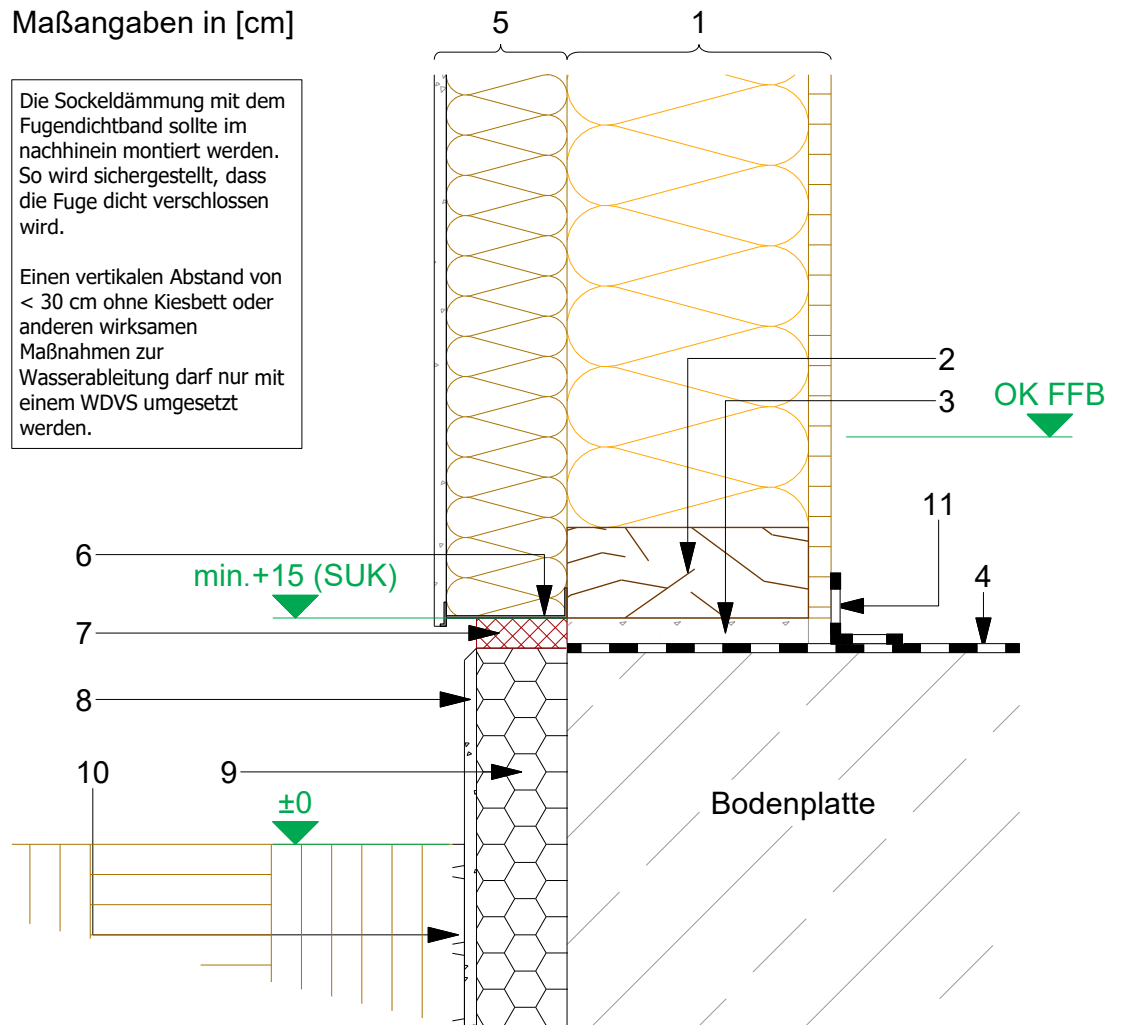 Maßangaben in [cm]
5
1
Die Sockeldämmung mit dem
Fugendichtband sollte im
nachhinein montiert werden.
So wird sichergestellt, dass
die Fuge dicht verschlossen
wird.
Einen vertikalen Abstand von
< 30 cm ohne Kiesbett oder
anderen wirksamen
Maßnahmen zur
Wasserableitung darf nur mit
einem WDVS umgesetzt
werden.
2
3
OK FFB
11
6
min.+15 (SUK)
4
7
8
10
9
±0
Bodenplatte